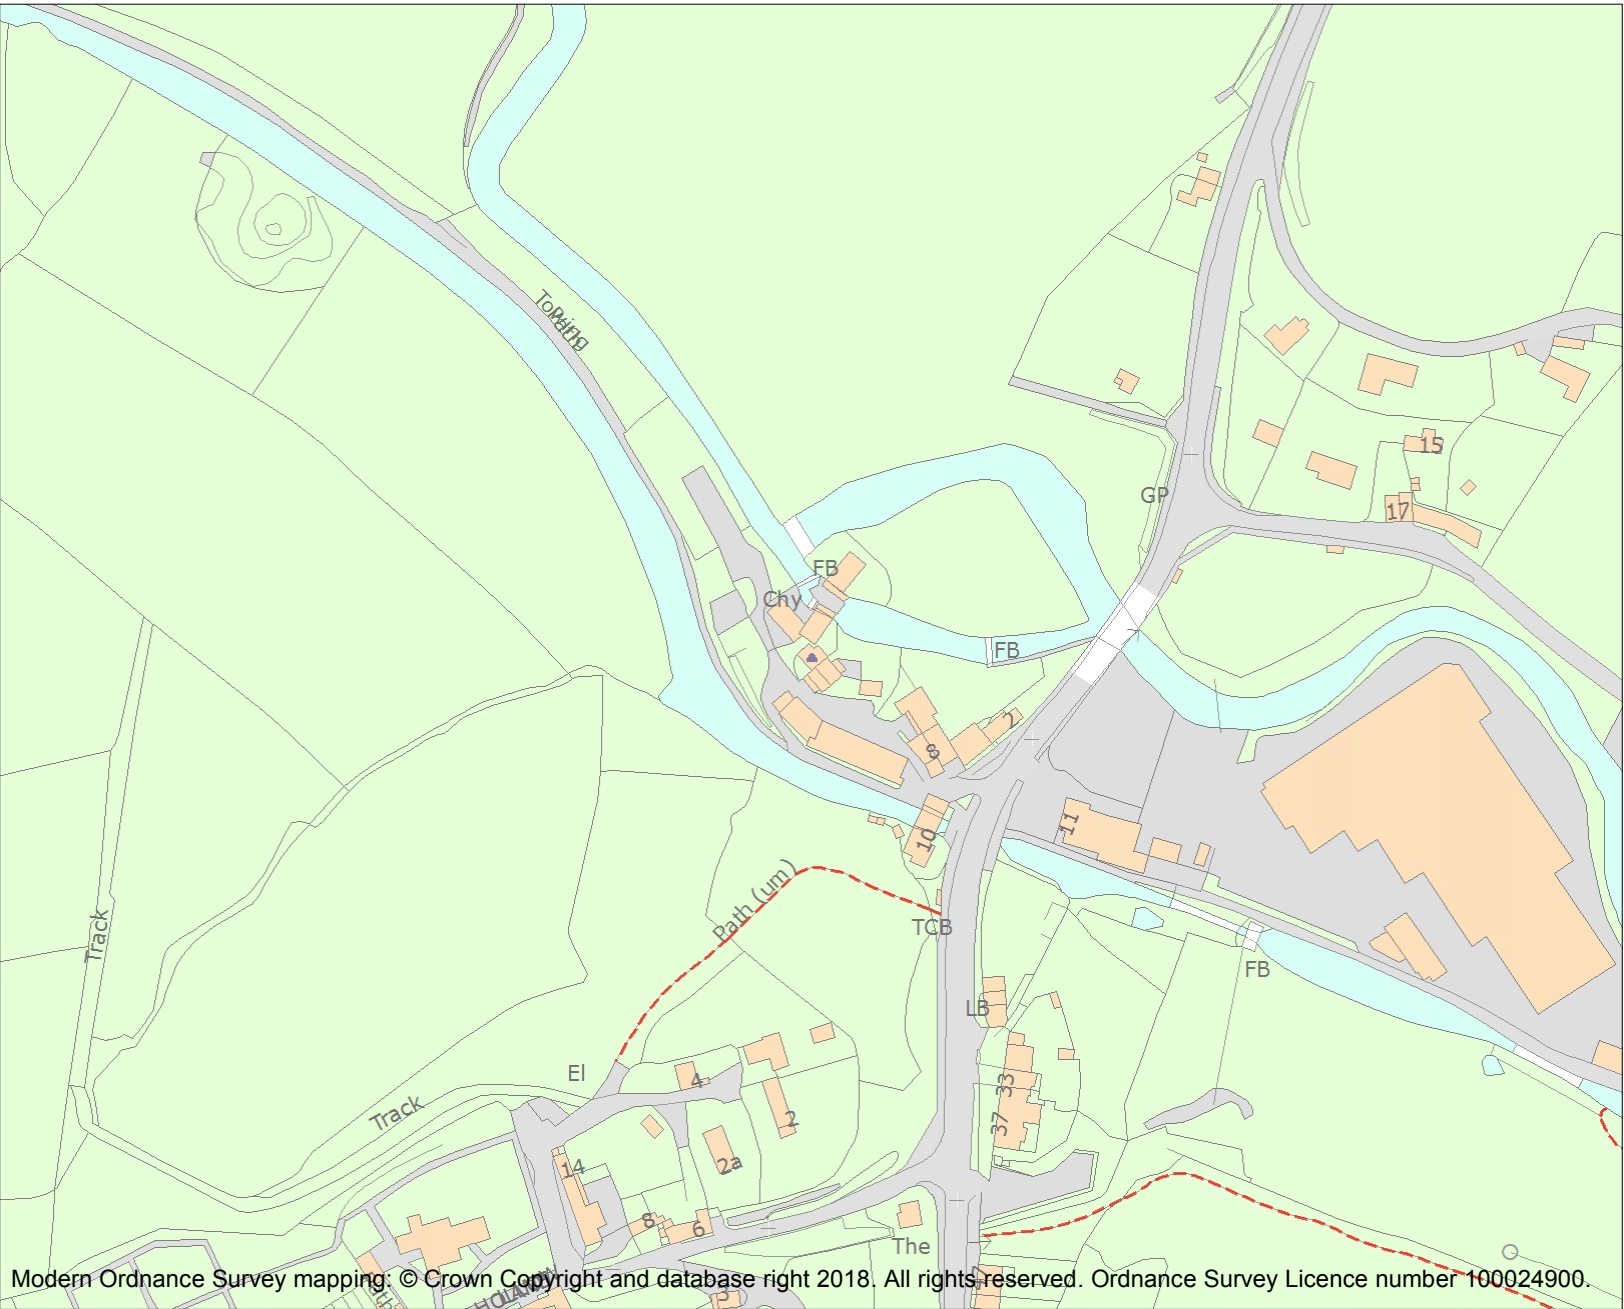 Towing
Path
15
GP
17
FB
Chy
FB
2
8
11
10
Path (um)
TCB
Track
FB
LB
El
4
33
Track
2
37
2a
14
8
6
The
Modern Ordnance Survey mapping: © Crown Copyright and database right 2018. All rights reserved. Ordnance Survey Licence number 100024900.
3